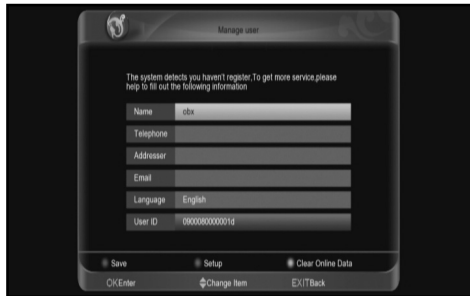 Manage user
The system detects you haven't register,To get more service,please
help to fill out the following information
Name obx
Telephone
Addresser
Email
Language English
User ID 0900080000001d
Save Setup Clear Online Data
OKEnter Change Item EXITBack